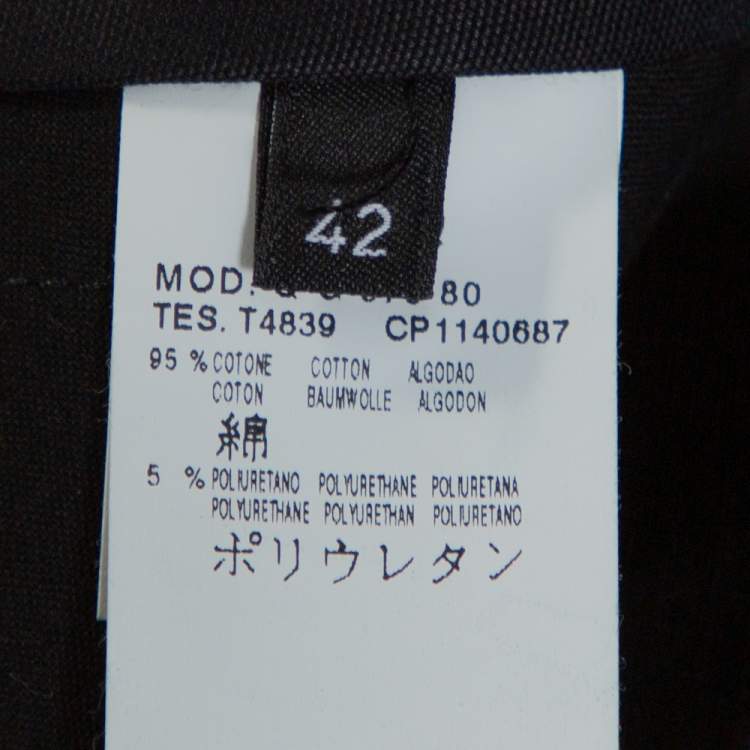 42
MOD. 80
TES. T4839 CP1140687
95 % COTONE COTTON ALGODAO
COTON BAUMWOLLE ALGODON
綿
5 % POLIURETANO POLYURETHANE POLIURETANA
POLYURETHANE POLYURETHAN POLIURETANO
ポリウレタン